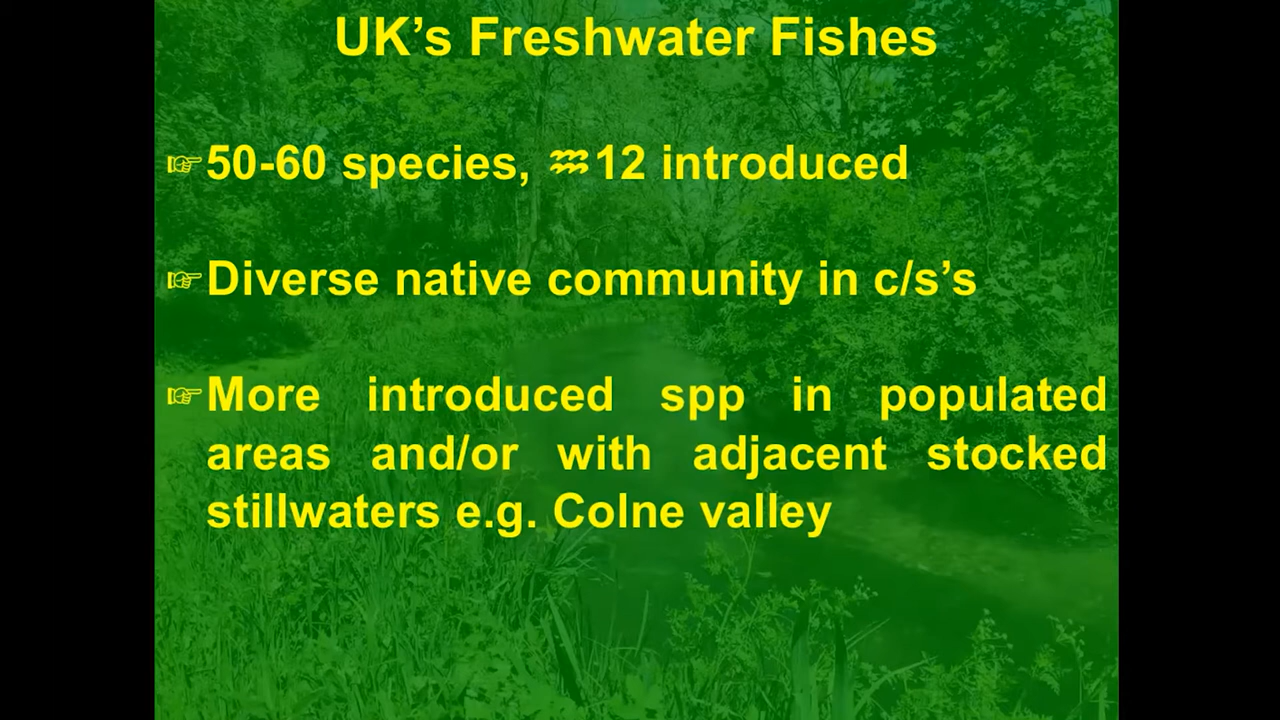 UK’s Freshwater Fishes
☞50-60 species, ♒12 introduced
☞Diverse native community in c/s’s
☞More introduced spp in populated
areas and/or with adjacent stocked
stillwaters e.g. Colne valley